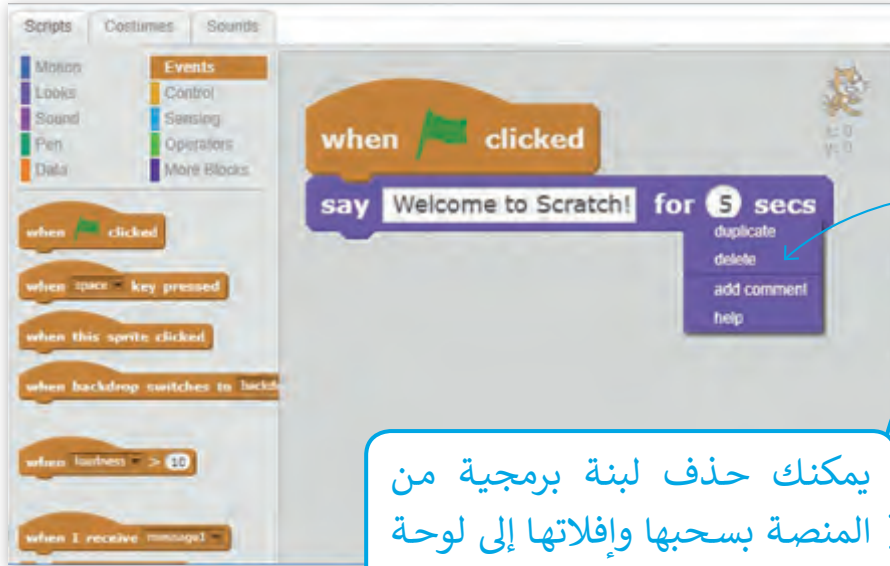 Scripts Costumes Sounds
Motion Events
Looks Control
Sound Sensing
Pen Operators
Data More Blocks
when clicked
when space key pressed
when this sprite clicked
when backdrop switches to
when loudness > 10
when I receive message1
when clicked
say Welcome to Scratch! for 5 secs
duplicate
delete
add comment
help
x: 0
y: 0
يمكنك حذف لبنة برمجية من
المنصة بسحبها وإفلاتها إلى لوحة